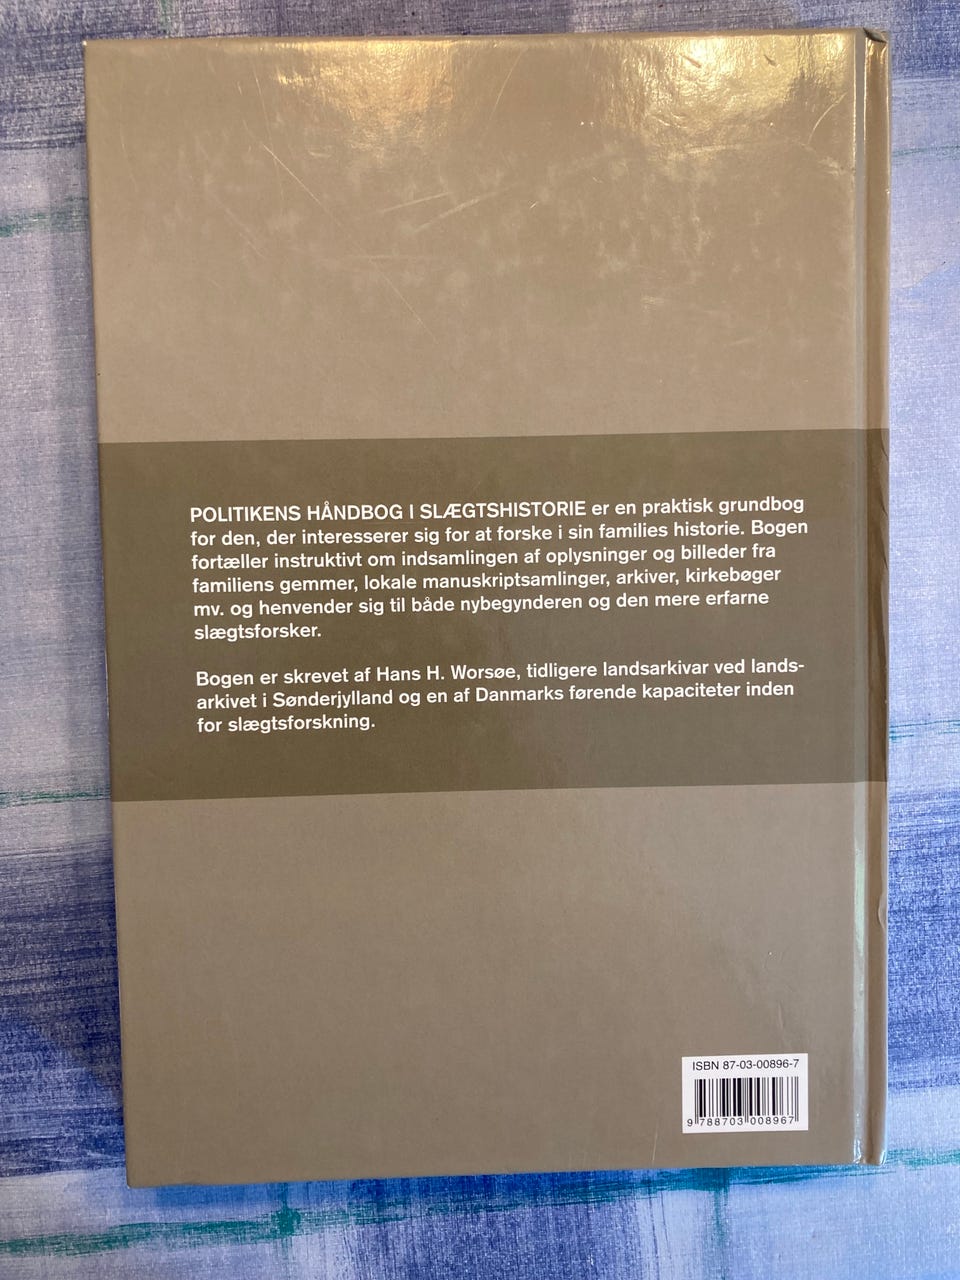 POLITIKENS HÅNDBOG I SLÆGTSHISTORIE er en praktisk grundbog
for den, der interesserer sig for at forske i sin families historie. Bogen
fortæller instruktivt om indsamlingen af oplysninger og billeder fra
familiens gemmer, lokale manuskriptsamlinger, arkiver, kirkebøger
mv. og henvender sig til både nybegynderen og den mere erfarne
slægtsforsker.
Bogen er skrevet af Hans H. Worsøe, tidligere landsarkivar ved lands-
arkivet i Sønderjylland og en af Danmarks førende kapaciteter inden
for slægtsforskning.
ISBN 87-03-00896-7
9 788703 008967